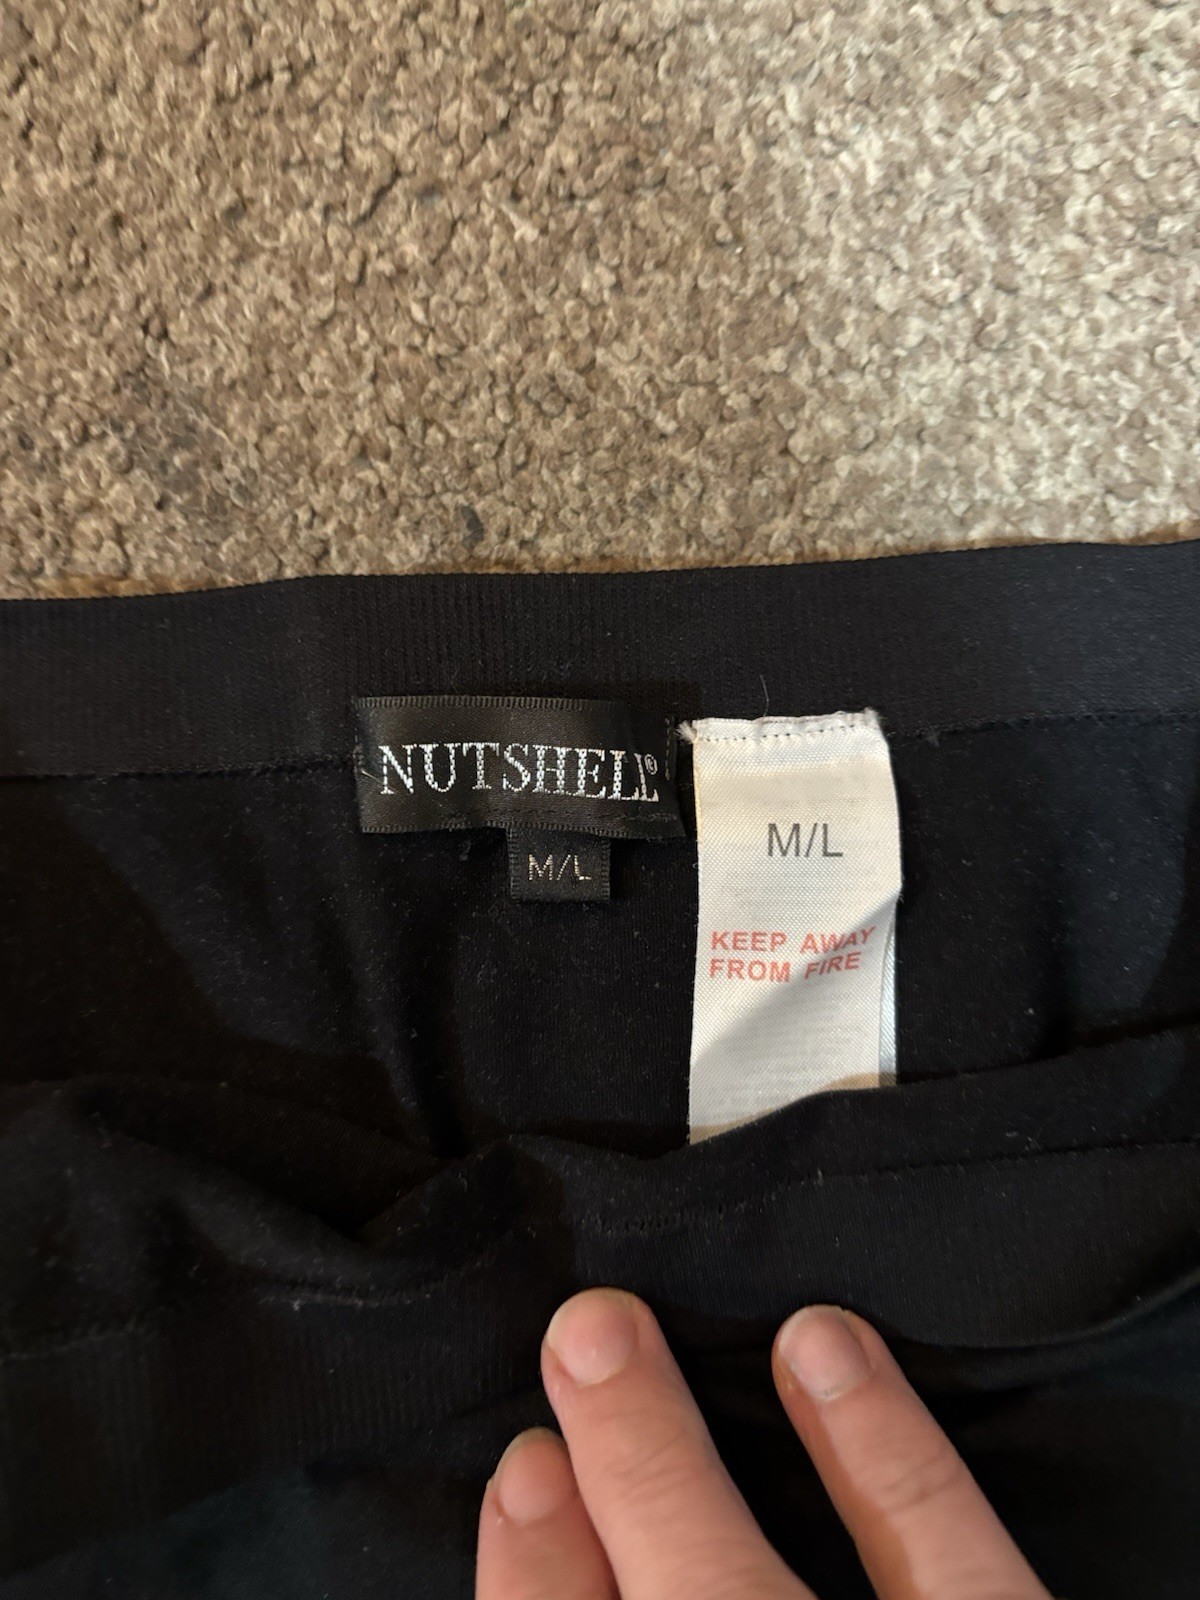 NUTSHELL®
M/L
M/L
KEEP AWAY
FROM FIRE